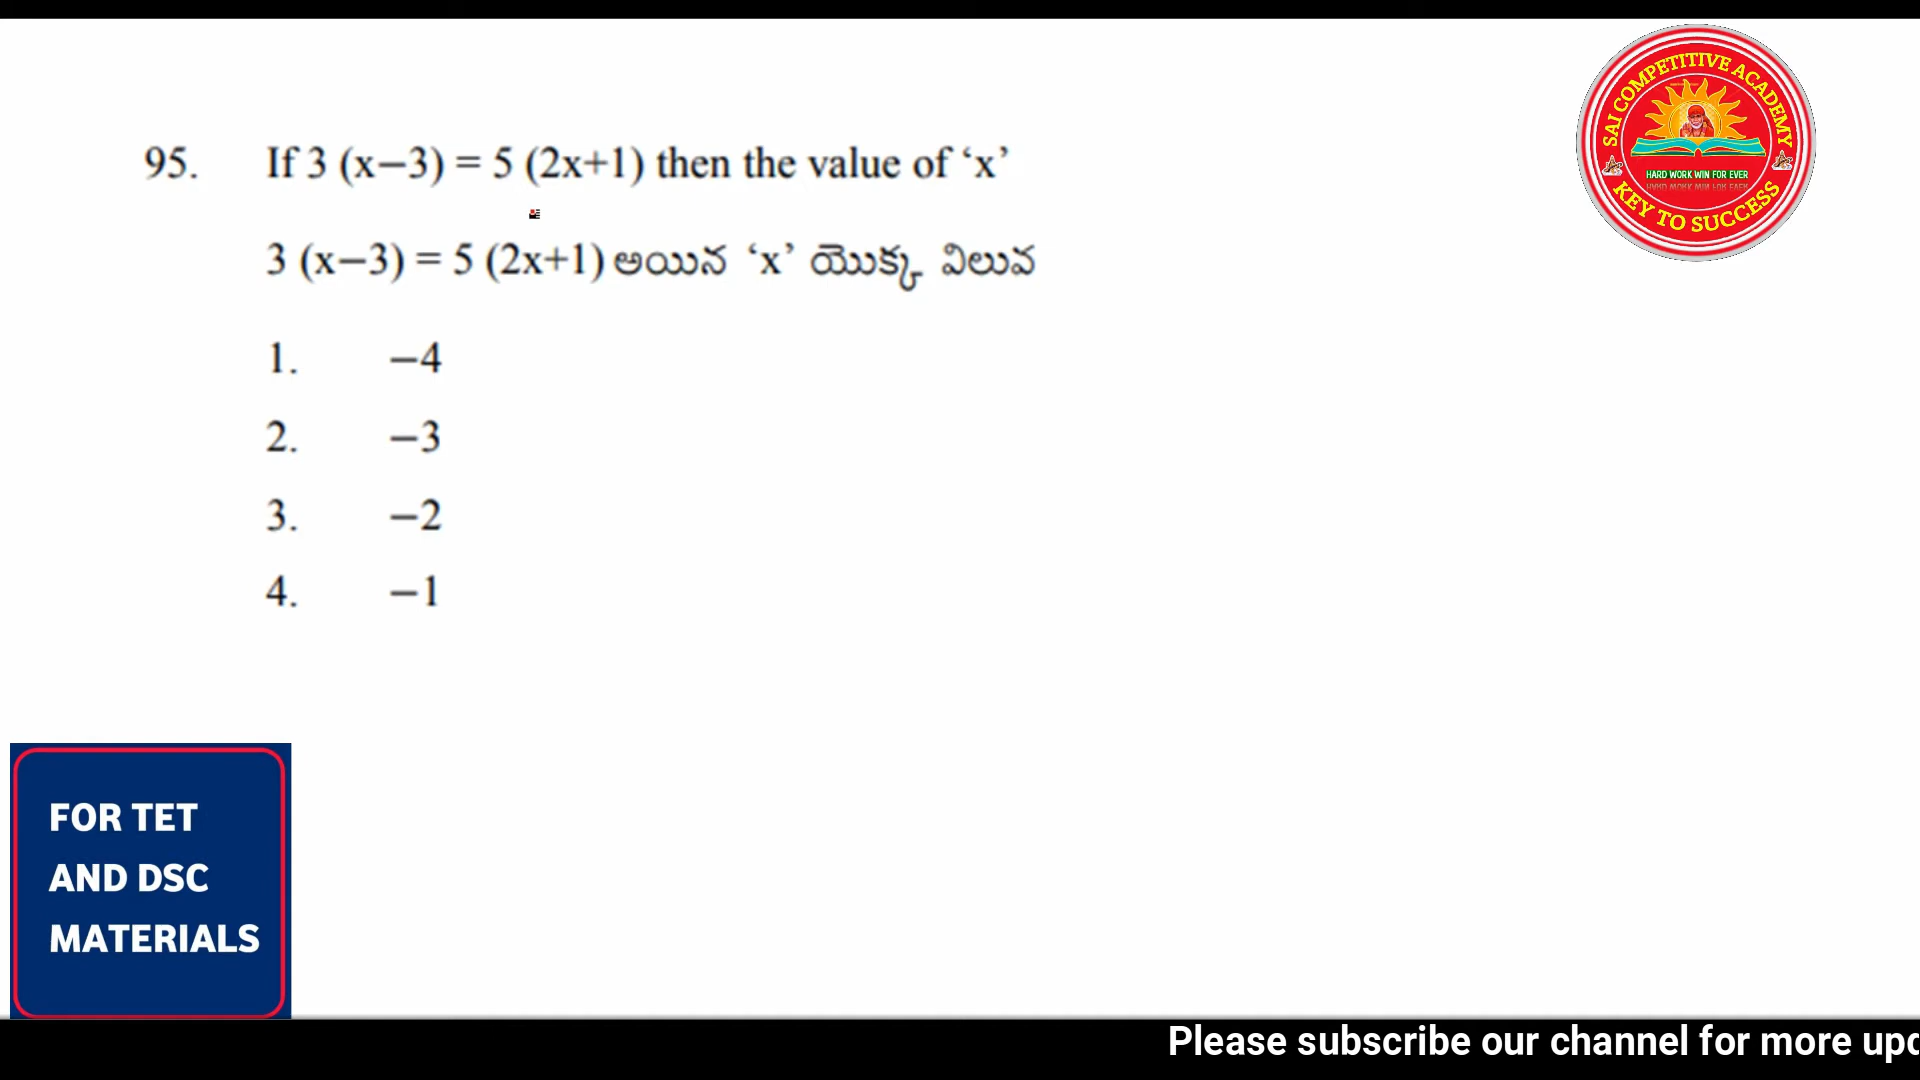 SAI COMPETITIVE ACADEMY
HARD WORK WIN FOR EVER
KEY TO SUCCESS
95. If 3 (x−3) = 5 (2x+1) then the value of ‘x’
3 (x−3) = 5 (2x+1) అయిన ‘x’ యొక్క విలువ
1. −4
2. −3
3. −2
4. −1
FOR TET
AND DSC
MATERIALS
Please subscribe our channel for more